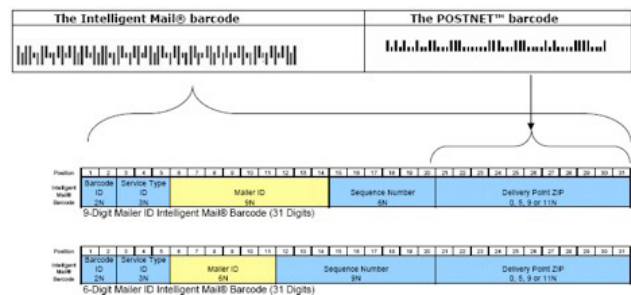 The Intelligent Mail® barcode The POSTNET™ barcode
Position 1 2 3 4 5 6 7 8 9 10 11 12 13 14 15 16 17 18 19 20 21 22 23 24 25 26 27 28 29 30 31
Intelligent Mail® Barcode
Barcode ID 2N
Service Type ID 3N
Mailer ID 9N
Sequence Number 6N
Delivery Point ZIP 0, 5, 9 or 11N
9-Digit Mailer ID Intelligent Mail® Barcode (31 Digits)
Position 1 2 3 4 5 6 7 8 9 10 11 12 13 14 15 16 17 18 19 20 21 22 23 24 25 26 27 28 29 30 31
Intelligent Mail® Barcode
Barcode ID 2N
Service Type ID 3N
Mailer ID 6N
Sequence Number 9N
Delivery Point ZIP 0, 5, 9 or 11N
6-Digit Mailer ID Intelligent Mail® Barcode (31 Digits)